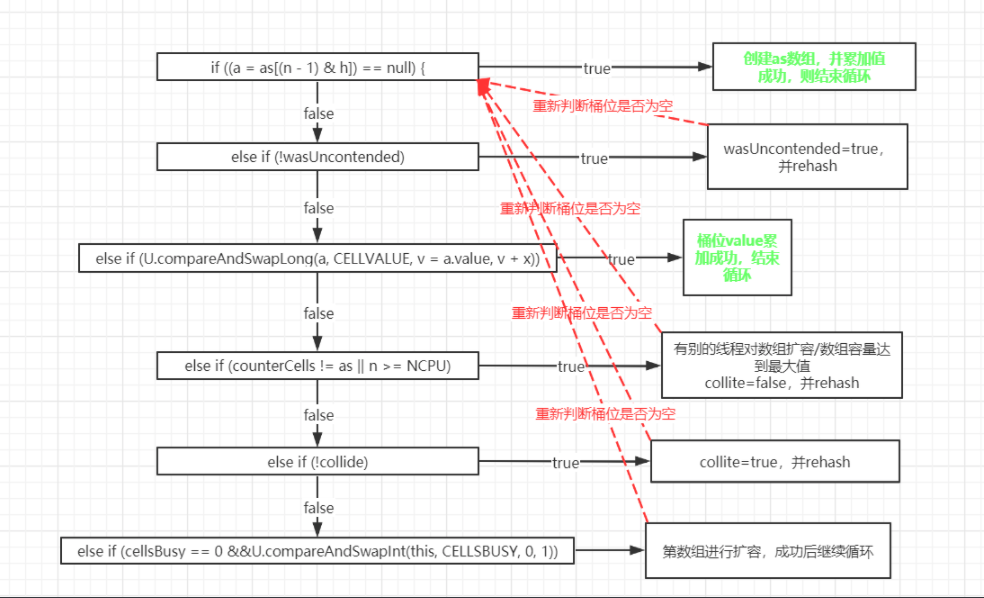 if ((a = as[(n - 1) & h]) == null) {
true
创建as数组，并累加值
成功，则结束循环
重新判断桶位是否为空
false
else if (!wasUncontended)
true
wasUncontended=true，
并rehash
false
重新判断桶位是否为空
else if (U.compareAndSwapLong(a, CELLVALUE, v = a.value, v + x))
true
桶位value累
加成功，结束
循环
false
重新判断桶位是否为空
else if (counterCells != as || n >= NCPU)
true
有别的线程对数组扩容/数组容量达
到最大值
collite=false，并rehash
false
重新判断桶位是否为空
else if (!collide)
true
collite=true，并rehash
false
else if (cellsBusy == 0 &&U.compareAndSwapInt(this, CELLSBUSY, 0, 1))
第数组进行扩容，成功后继续循环